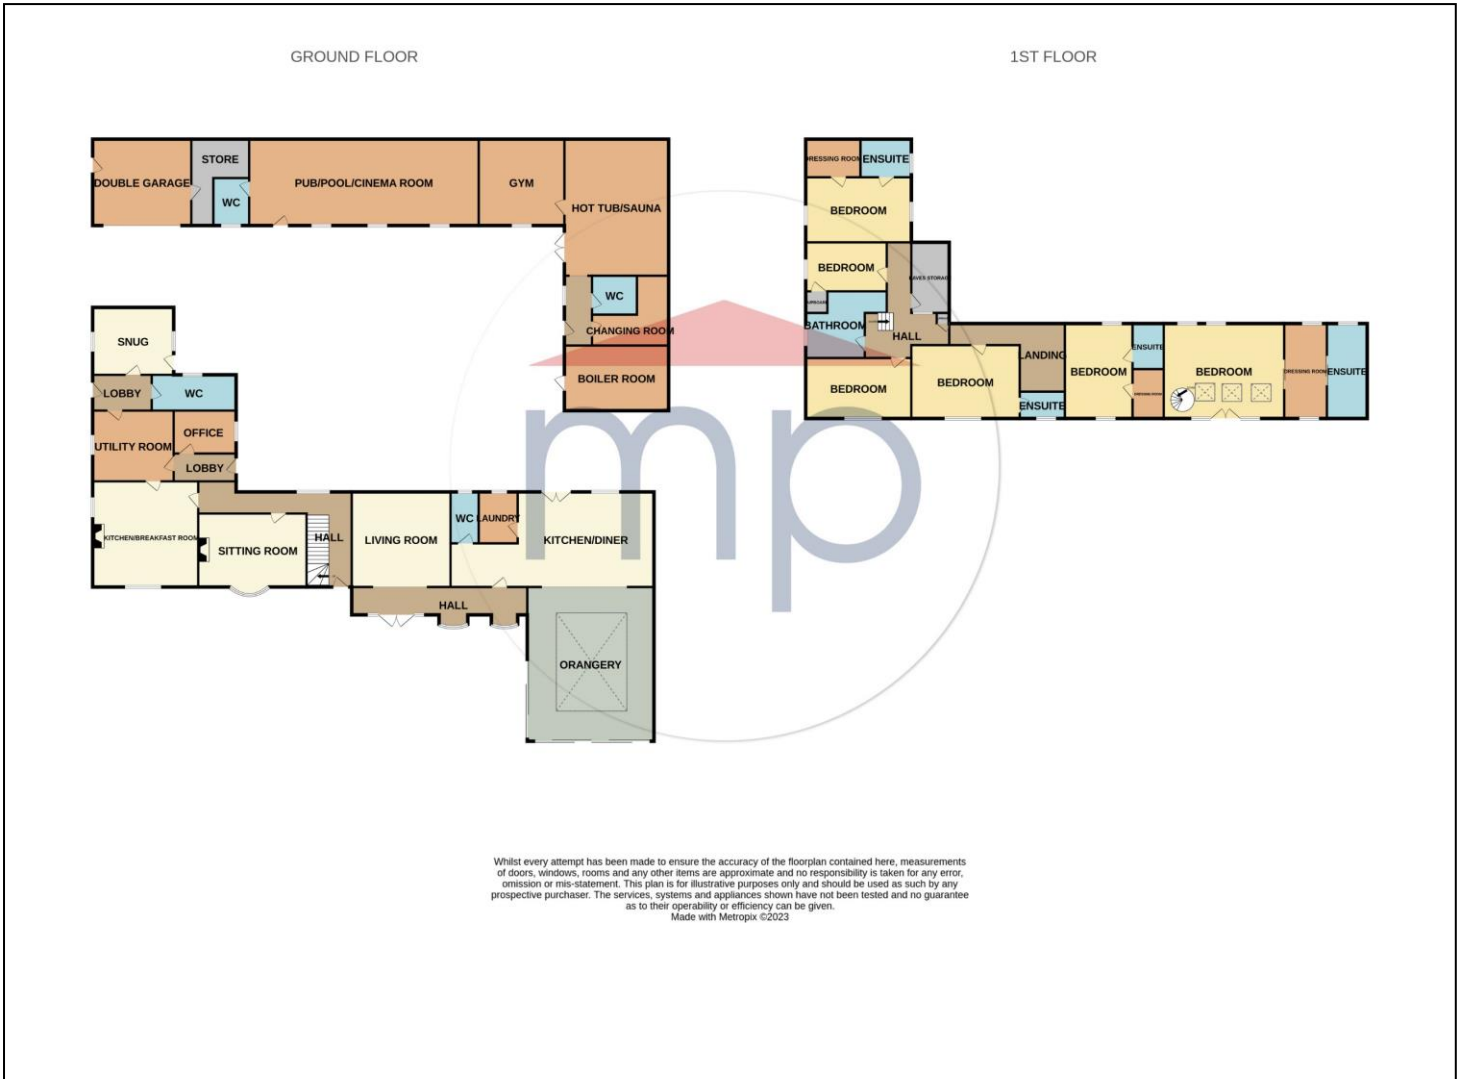 GROUND FLOOR
1ST FLOOR
DOUBLE GARAGE
STORE
WC
PUB/POOL/CINEMA ROOM
GYM
HOT TUB/SAUNA
WC
CHANGING ROOM
BOILER ROOM
SNUG
LOBBY
WC
UTILITY ROOM
OFFICE
LOBBY
KITCHEN/BREAKFAST ROOM
SITTING ROOM
HALL
LIVING ROOM
WC
LAUNDRY
KITCHEN/DINER
HALL
ORANGERY
DRESSING ROOM
ENSUITE
BEDROOM
BEDROOM
EAVES STORAGE
BATHROOM
HALL
BEDROOM
BEDROOM
LANDING
ENSUITE
BEDROOM
ENSUITE
BEDROOM
DRESSING ROOM
ENSUITE
mp
Whilst every attempt has been made to ensure the accuracy of the floorplan contained here, measurements
of doors, windows, rooms and any other items are approximate and no responsibility is taken for any error,
omission or mis-statement. This plan is for illustrative purposes only and should be used as such by any
prospective purchaser. The services, systems and appliances shown have not been tested and no guarantee
as to their operability or efficiency can be given.
Made with Metropix ©2023